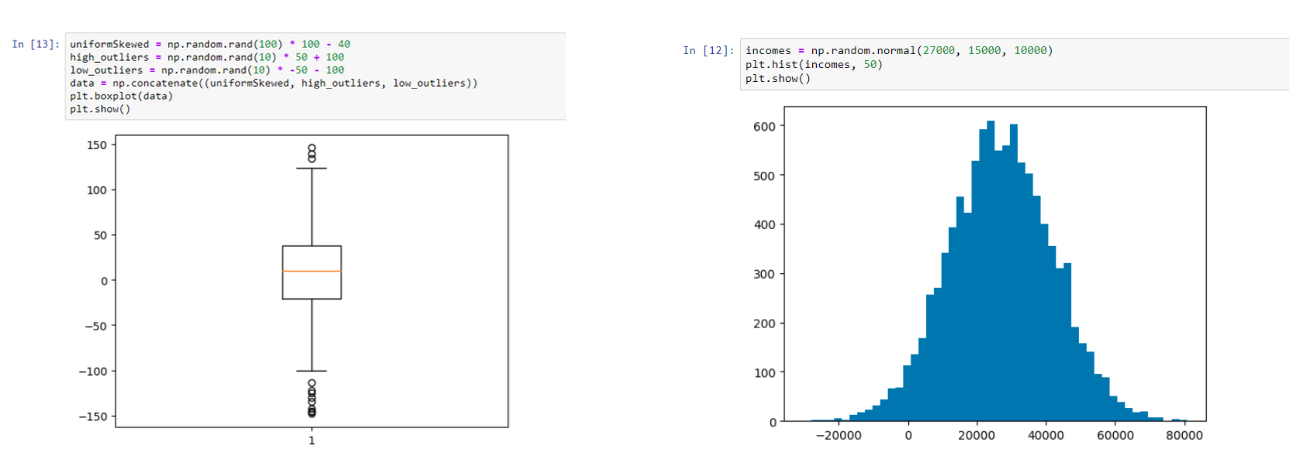 In [13]: uniformSkewed = np.random.rand(100) * 100 - 40
high_outliers = np.random.rand(10) * 50 + 100
low_outliers = np.random.rand(10) * -50 - 100
data = np.concatenate((uniformSkewed, high_outliers, low_outliers))
plt.boxplot(data)
plt.show()
150
100
50
0
−50
−100
−150
1
In [12]: incomes = np.random.normal(27000, 15000, 10000)
plt.hist(incomes, 50)
plt.show()
600
500
400
300
200
100
0
−20000 0 20000 40000 60000 80000